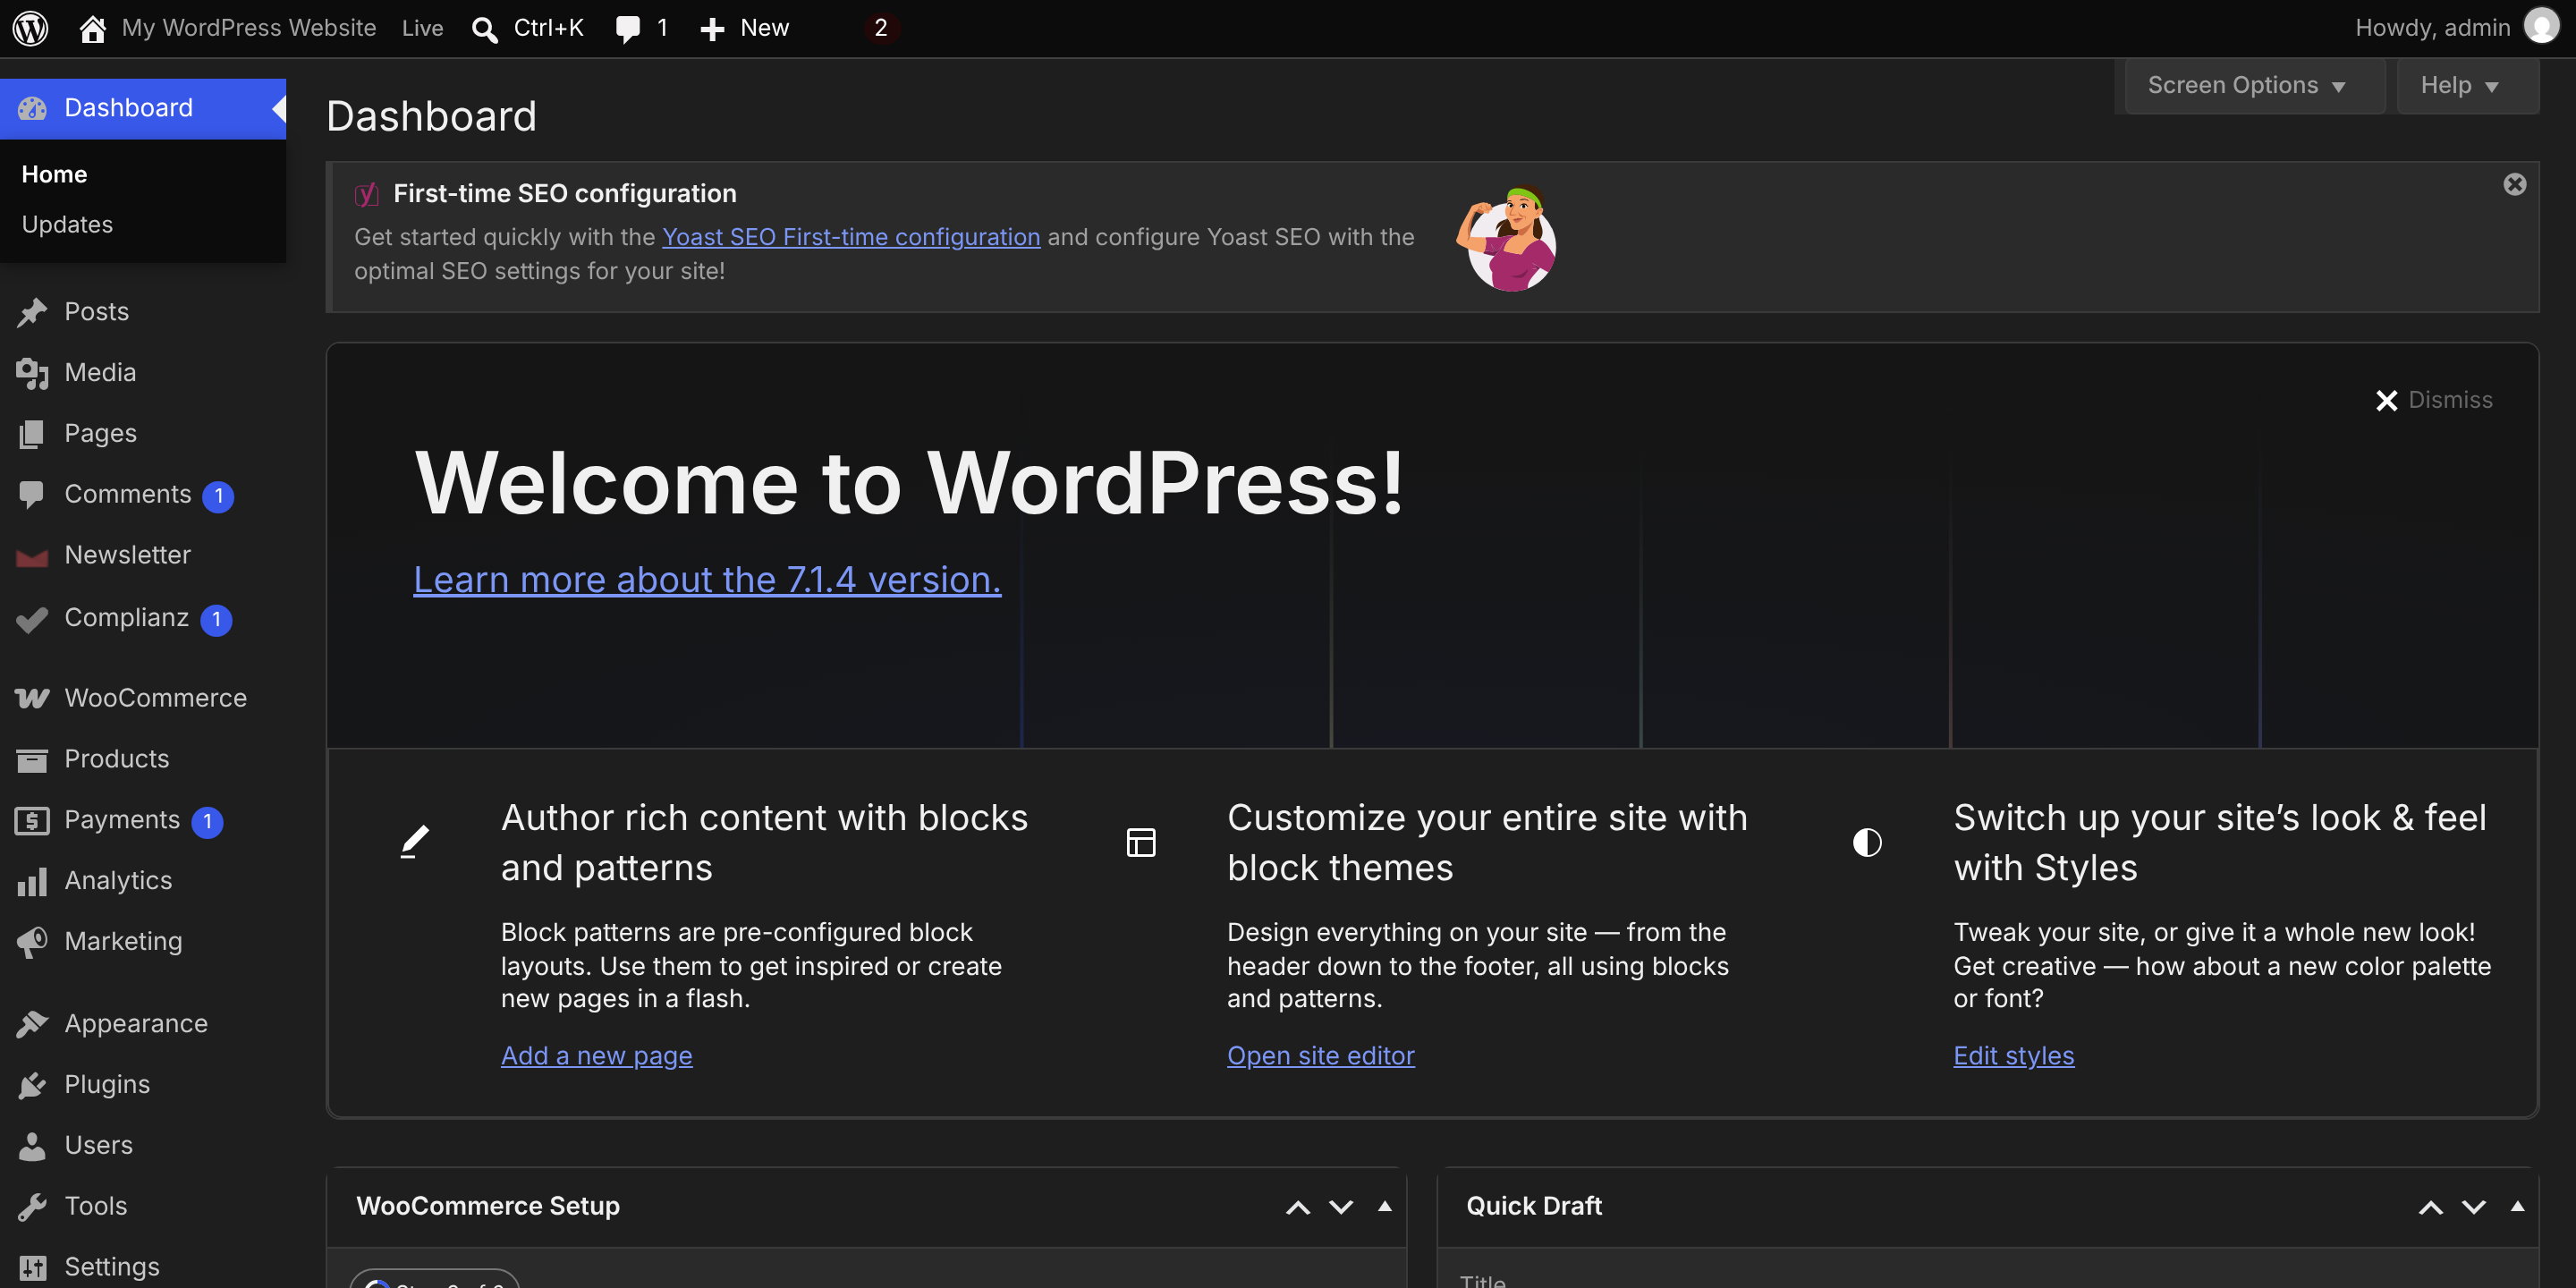 My WordPress Website Live Ctrl+K 1 New 2 Howdy, admin
Screen Options Help
Dashboard
Home
Updates
Posts
Media
Pages
Comments 1
Newsletter
Complianz 1
WooCommerce
Products
Payments 1
Analytics
Marketing
Appearance
Plugins
Users
Tools
Settings
Dashboard
First-time SEO configuration
Get started quickly with the Yoast SEO First-time configuration and configure Yoast SEO with the
optimal SEO settings for your site!
Dismiss
Welcome to WordPress!
Learn more about the 7.1.4 version.
Author rich content with blocks
and patterns
Block patterns are pre-configured block
layouts. Use them to get inspired or create
new pages in a flash.
Add a new page
Customize your entire site with
block themes
Design everything on your site — from the
header down to the footer, all using blocks
and patterns.
Open site editor
Switch up your site’s look & feel
with Styles
Tweak your site, or give it a whole new look!
Get creative — how about a new color palette
or font?
Edit styles
WooCommerce Setup
Quick Draft
Title